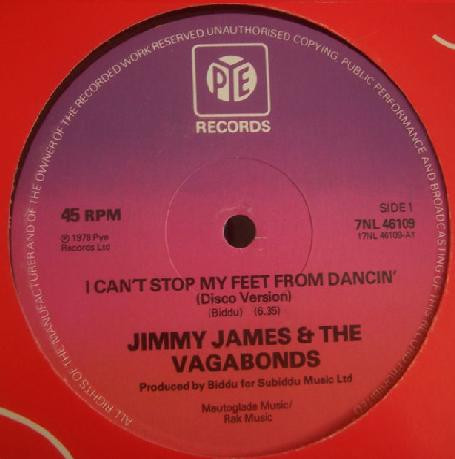 ALL RIGHTS OF THE MANUFACTURER AND OF THE OWNER OF THE RECORDED WORK RESERVED UNAUTHORISED COPYING, PUBLIC PERFORMANCE AND BROADCASTING OF THIS
PYE
RECORDS
45 RPM
SIDE 1
℗ 1978 Pye
Records Ltd
7NL 46109
17NL 46109-A1
I CAN'T STOP MY FEET FROM DANCIN'
(Disco Version)
(Biddu) (6.35)
JIMMY JAMES & THE
VAGABONDS
Produced by Biddu for Subiddu Music Ltd
Mautoglade Music/
Rak Music